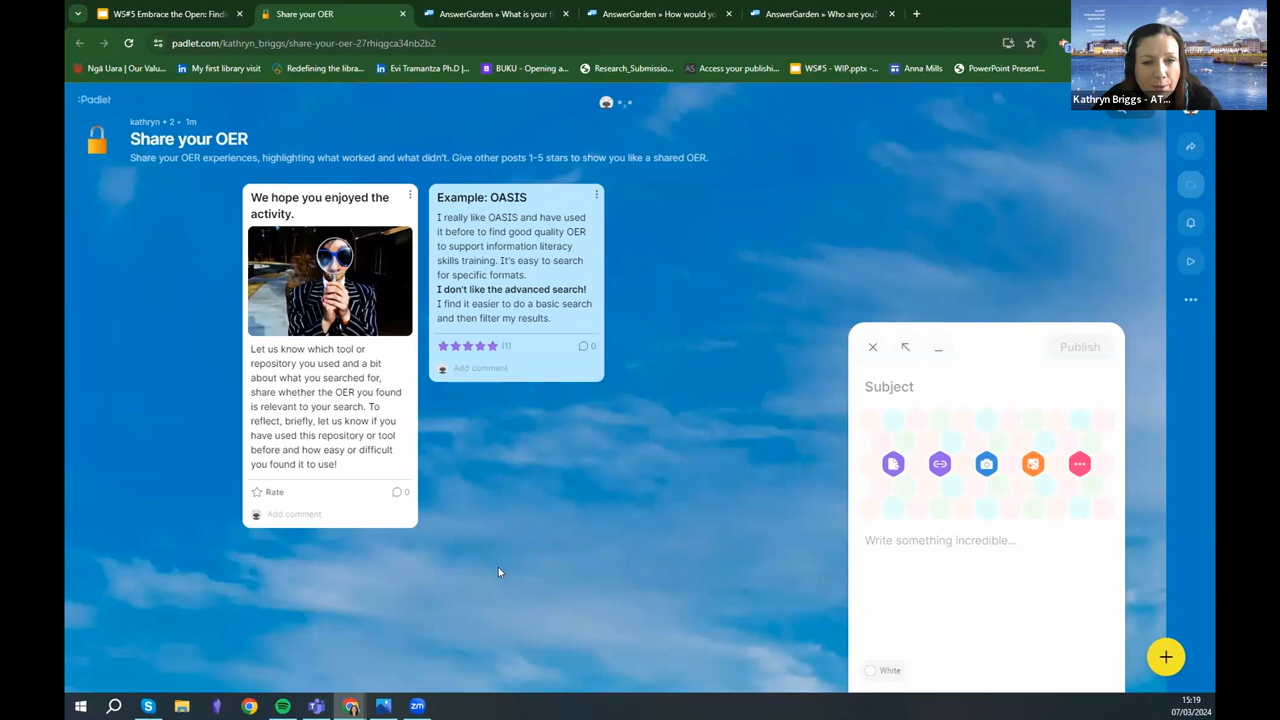 WS#5 Embrace the Open: Findi
Share your OER
AnswerGarden » What is your f
AnswerGarden » How would yo
AnswerGarden » Who are you?
padlet.com/kathryn_briggs/share-your-oer-27rhiqgca34nb2b2
Ngā Uara | Our Valu...
My first library visit
Redefining the libra...
Evi Tramantza Ph.D |...
BUKU - Opening a...
Research_Submissio...
Access your publishi...
WS#5 - WIP.pptx -...
Anna Mills
PowerPoint Present...
Kathryn Briggs - AT...
:Padlet
kathryn + 2 • 1m
Share your OER
Share your OER experiences, highlighting what worked and what didn't. Give other posts 1-5 stars to show you like a shared OER.
We hope you enjoyed the
activity.
Let us know which tool or
repository you used and a bit
about what you searched for,
share whether the OER you found
is relevant to your search. To
reflect, briefly, let us know if you
have used this repository or tool
before and how easy or difficult
you found it to use!
Rate
0
Add comment
Example: OASIS
I really like OASIS and have used
it before to find good quality OER
to support information literacy
skills training. It's easy to search
for specific formats.
I don't like the advanced search!
I find it easier to do a basic search
and then filter my results.
(1)
0
Add comment
Publish
Subject
Write something incredible...
White
15:19
07/03/2024